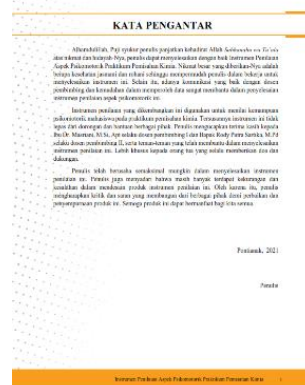 KATA PENGANTAR
Alhamdulillah, Puji syukur penulis panjatkan kehadirat Allah Subhanahu wa Ta'ala
atas nikmat dan hidayah-Nya, penulis dapat menyelesaikan dengan baik Instrumen Penilaian
Aspek Psikomotorik Praktikum Pemisahan Kimia. Nikmat besar yang diberikan-Nya adalah
berupa kesehatan jasmani dan rohani sehingga mempermudah penulis dalam bekerja untuk
menyelesaikan instrumen ini. Selain itu, adanya komunikasi yang baik dengan dosen
pembimbing dan kemudahan dalam memperoleh data sangat membantu dalam penyelesaian
instrumen penilaian aspek psikomotorik ini.
Instrumen penilaian yang dikembangkan ini digunakan untuk menilai kemampuan
psikomotorik mahasiswa pada praktikum pemisahan kimia. Tersusunnya instrumen ini tidak
lepas dari dorongan dan bantuan berbagai pihak. Penulis mengucapkan terima kasih kepada
Ibu Dr. M.Si, Apt selaku dosen pembimbing I dan Bapak Rody Putra Sartika, M.Pd
selaku dosen pembimbing II, serta teman-teman yang telah membantu dalam menyelesaikan
instrumen penilaian ini. Lebih khusus kepada orang tua yang selalu memberikan doa dan
dukungan.
Penulis telah berusaha semaksimal mungkin dalam menyelesaikan instrumen
penilaian ini. Penulis juga menyadari bahwa masih banyak terdapat kekurangan dan
kesalahan dalam mendesain produk instrumen penilaian ini. Oleh karena itu, penulis
mengharapkan kritik dan saran yang membangun dari berbagai pihak demi perbaikan dan
penyempurnaan produk ini. Semoga produk ini dapat bermanfaat bagi kita semua.
Pontianak, 2021
Penulis
Instrumen Penilaian Aspek Psikomotorik Praktikum Pemisahan Kimia i